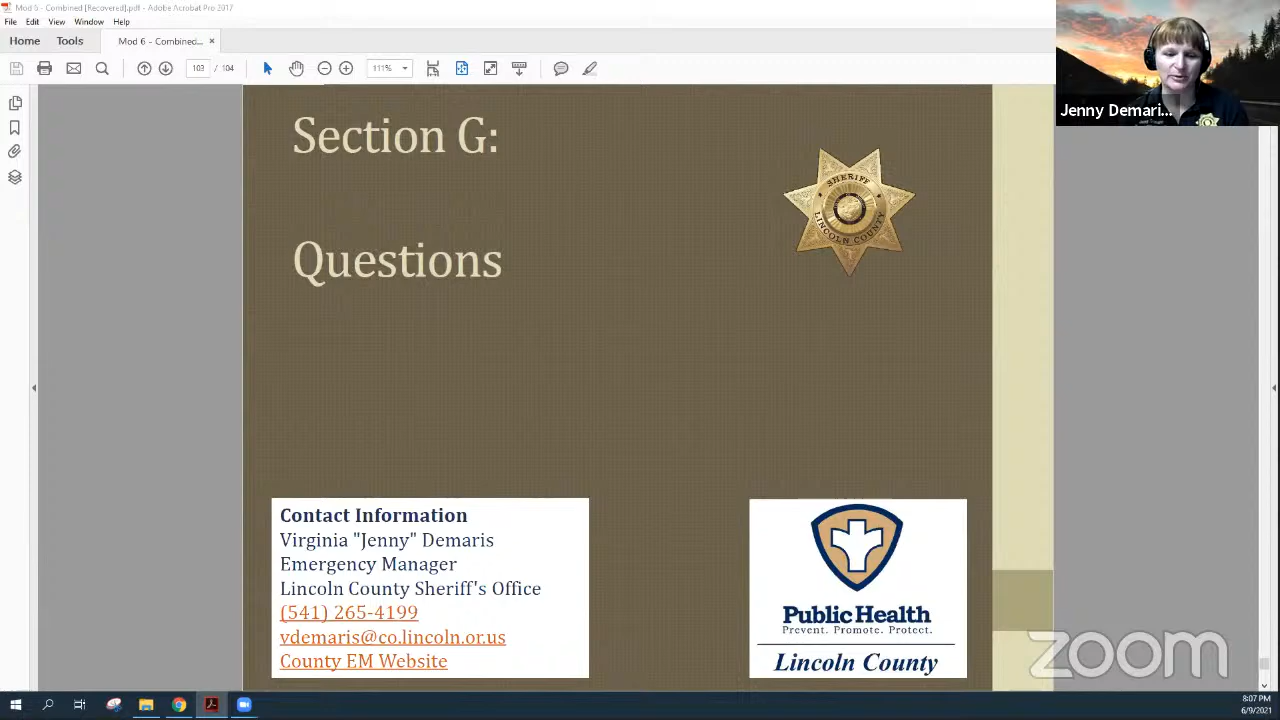 Mod 6 - Combined [Recovered].pdf - Adobe Acrobat Pro 2017
File Edit View Window Help
Home Tools Mod 6 - Combined... ×
103 / 104 111%
Jenny Demari...
Section G:
Questions
SHERIFF
LINCOLN COUNTY
Contact Information
Virginia "Jenny" Demaris
Emergency Manager
Lincoln County Sheriff's Office
(541) 265-4199
vdemaris@co.lincoln.or.us
County EM Website
Public Health
Prevent. Promote. Protect.
Lincoln County
zoom
8:07 PM
6/9/2021